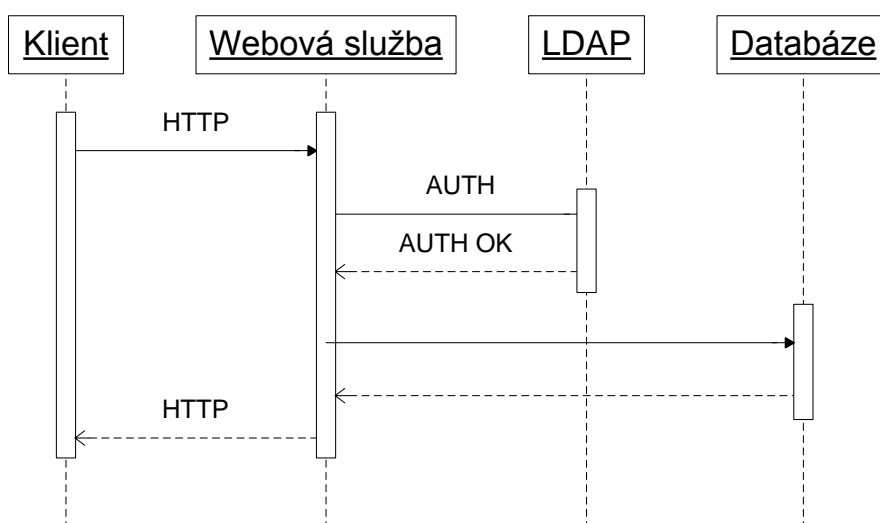 Klient
Webová služba
LDAP
Databáze
HTTP
AUTH
AUTH OK
HTTP